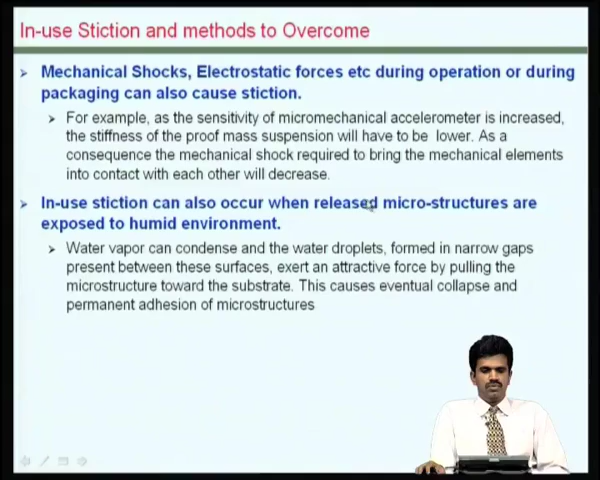 In-use Stiction and methods to Overcome
Mechanical Shocks, Electrostatic forces etc during operation or during
packaging can also cause stiction.
For example, as the sensitivity of micromechanical accelerometer is increased,
the stiffness of the proof mass suspension will have to be lower. As a
consequence the mechanical shock required to bring the mechanical elements
into contact with each other will decrease.
In-use stiction can also occur when released micro-structures are
exposed to humid environment.
Water vapor can condense and the water droplets, formed in narrow gaps
present between these surfaces, exert an attractive force by pulling the
microstructure toward the substrate. This causes eventual collapse and
permanent adhesion of microstructures